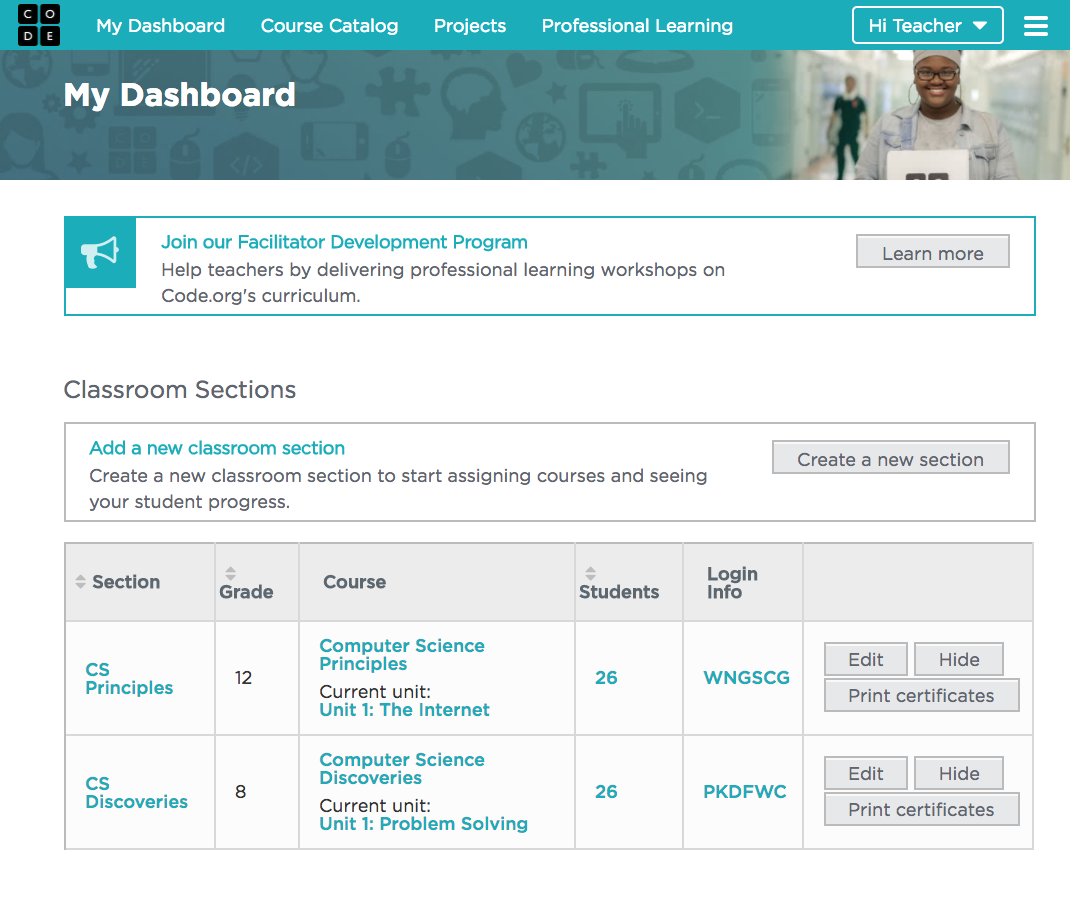 CODE
My Dashboard Course Catalog Projects Professional Learning Hi Teacher
My Dashboard
Join our Facilitator Development Program
Learn more
Help teachers by delivering professional learning workshops on
Code.org's curriculum.
Classroom Sections
Add a new classroom section
Create a new section
Create a new classroom section to start assigning courses and seeing
your student progress.
Section Grade Course Students Login Info
CS Principles
12
Computer Science
Principles
Current unit:
Unit 1: The Internet
26
WNGSCG
Edit Hide
Print certificates
CS Discoveries
8
Computer Science
Discoveries
Current unit:
Unit 1: Problem Solving
26
PKDFWC
Edit Hide
Print certificates